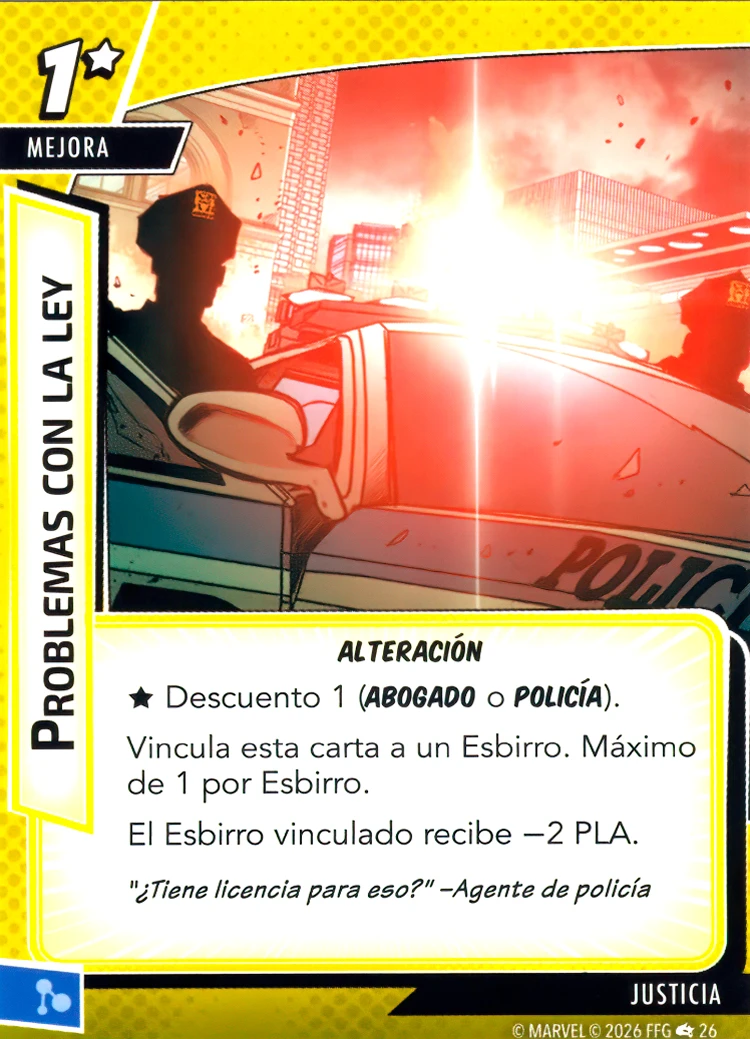 1★
MEJORA
PROBLEMAS CON LA LEY
POLIC
ALTERACIÓN
★ Descuento 1 (ABOGADO o POLICÍA).
Vincula esta carta a un Esbirro. Máximo
de 1 por Esbirro.
El Esbirro vinculado recibe –2 PLA.
"¿Tiene licencia para eso?" –Agente de policía
JUSTICIA
© MARVEL © 2026 FFG 26